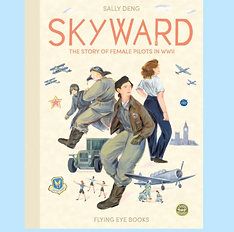 SALLY DENG
SKYWARD
THE STORY OF FEMALE PILOTS IN WWII
FLYING EYE BOOKS